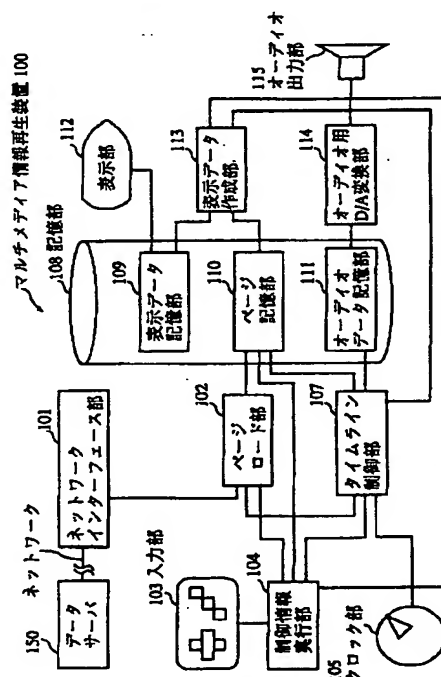 マルチメディア情報再生装置 100
ネットワーク
150
データ
サーバ
101
ネットワーク
インターフェース部
108 記憶部
112
表示部
103 入力部
102
ページ
ロード部
109
表示データ
記憶部
113
表示データ
作成部
110
ページ
記憶部
104
制御情報
実行部
107
タイムライン
制御部
111
オーディオ
データ記憶部
114
オーディオ用
D/A変換部
115
オーディオ
出力部
05
クロック部